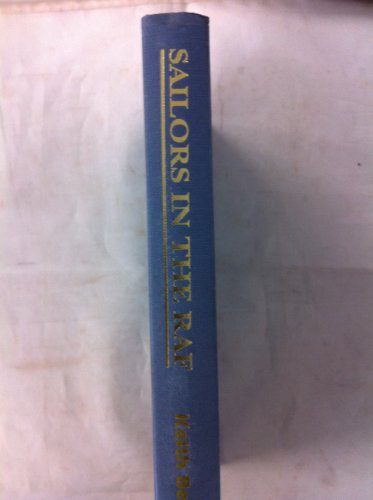 SAILORS IN THE RAF
Keith